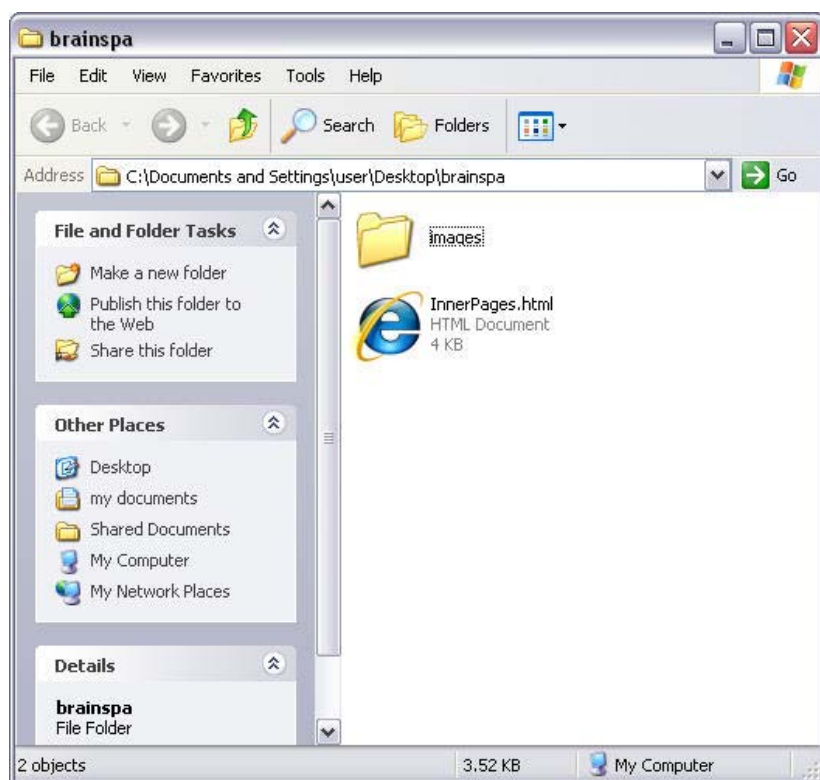 brainspa
File Edit View Favorites Tools Help
Back Search Folders
Address C:\Documents and Settings\user\Desktop\brainspa Go
File and Folder Tasks
Make a new folder
Publish this folder to
the Web
Share this folder
Other Places
Desktop
my documents
Shared Documents
My Computer
My Network Places
Details
brainspa
File Folder
images
InnerPages.html
HTML Document
4 KB
2 objects 3.52 KB My Computer